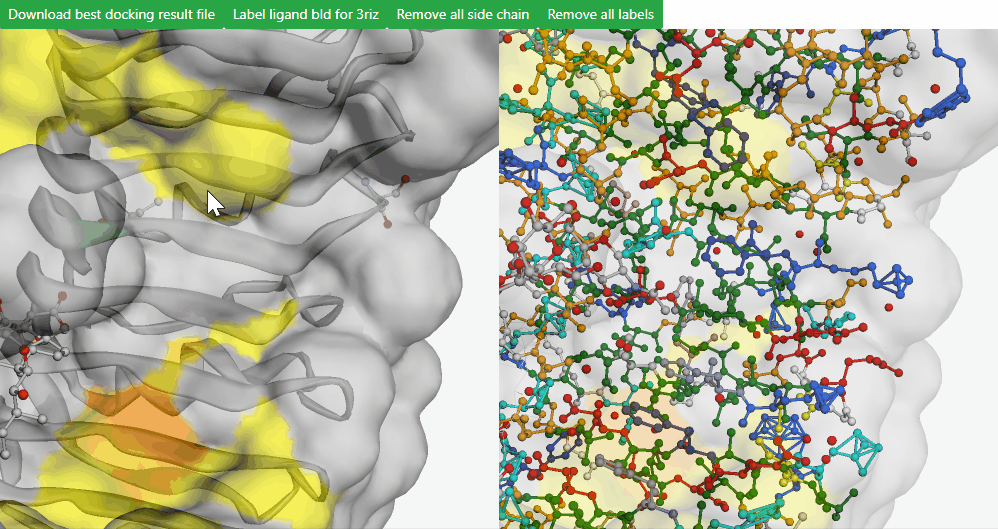 Download best docking result file Label ligand bld for 3riz Remove all side chain Remove all labels